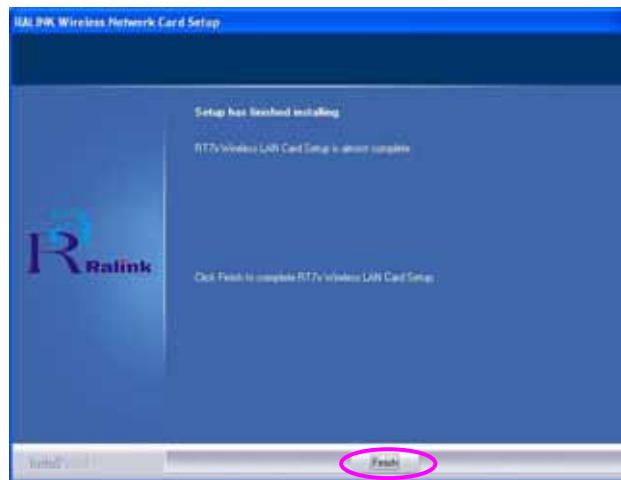 RALINK Wireless Network Card Setup
Setup has finished installing
RT7x Wireless LAN Card Setup is almost complete
Ralink
Click Finish to complete RT7x Wireless LAN Card Setup
Finish